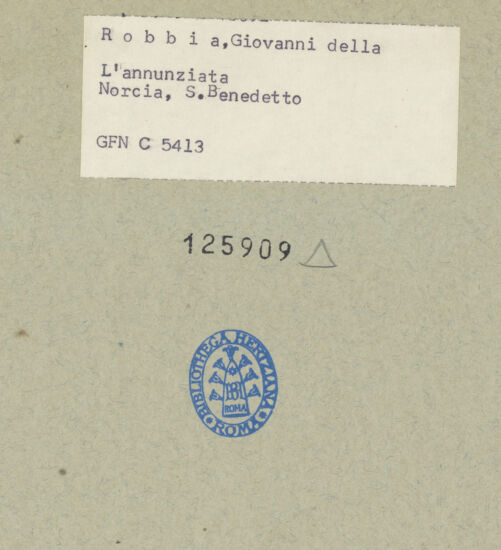 R o b b i a,Giovanni della
L'annunziata
Norcia, S.Benedetto
GFN C 5413
125909
BIBLIOTHECA HERTZIANA
ROMA
ROMA